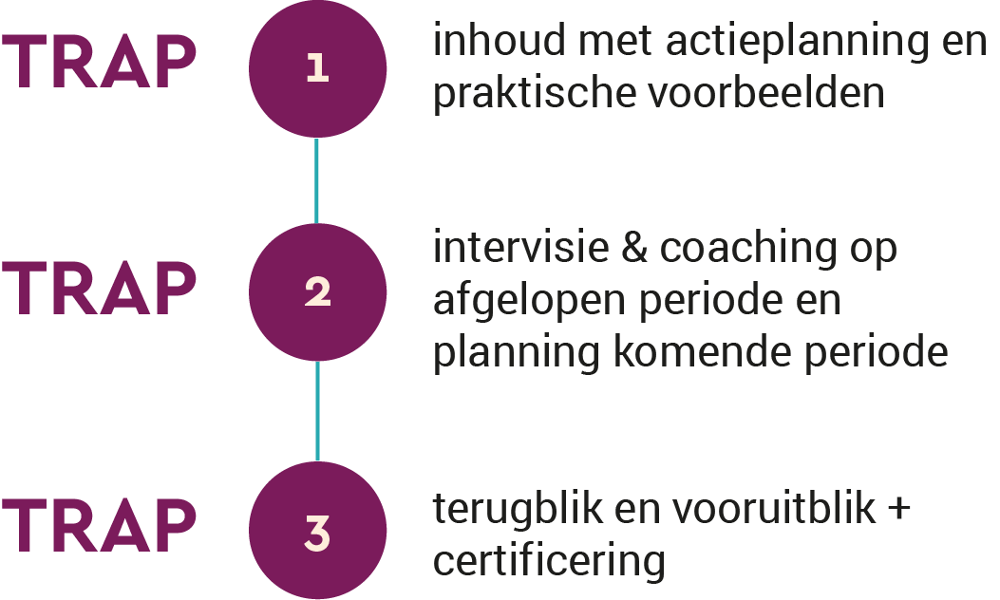 TRAP 1 inhoud met actieplanning en
praktische voorbeelden
TRAP 2 intervisie & coaching op
afgelopen periode en
planning komende periode
TRAP 3 terugblik en vooruitblik +
certificering